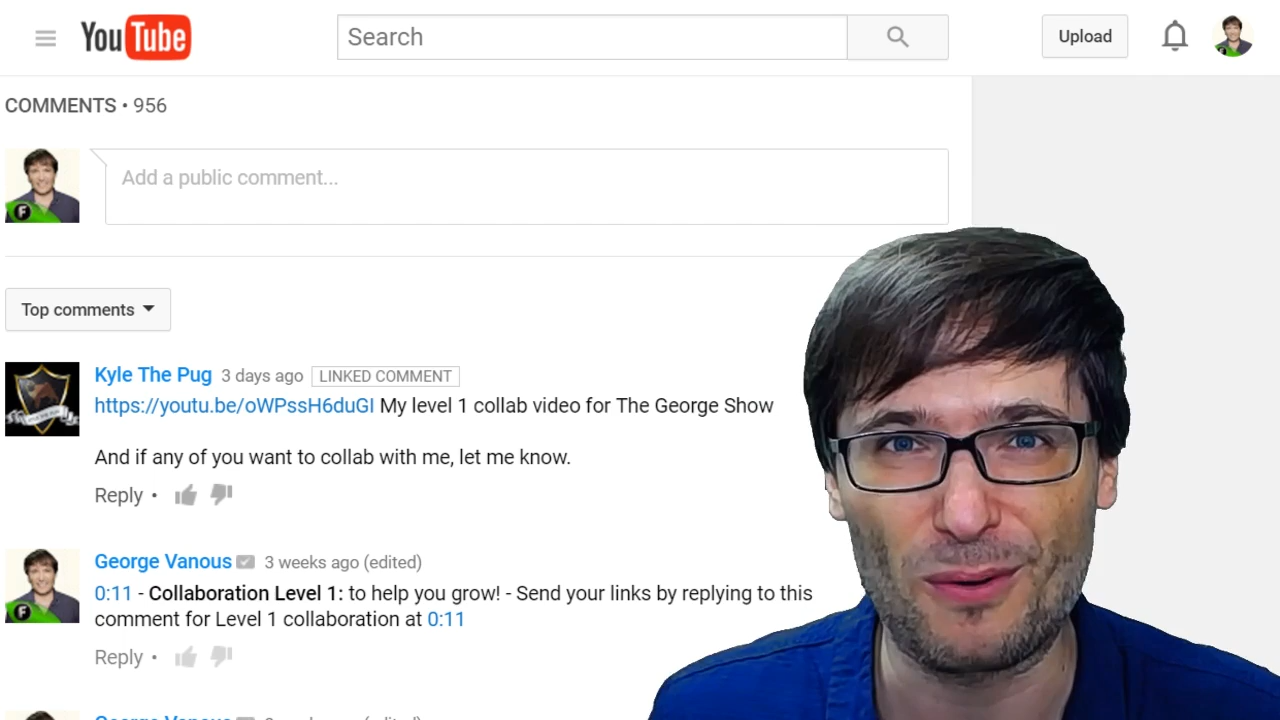 YouTube
Search
Upload
COMMENTS • 956
Add a public comment...
Top comments
Kyle The Pug 3 days ago LINKED COMMENT
https://youtu.be/oWPssH6duGI My level 1 collab video for The George Show
And if any of you want to collab with me, let me know.
Reply •
George Vanous 3 weeks ago (edited)
0:11 - Collaboration Level 1: to help you grow! - Send your links by replying to this
comment for Level 1 collaboration at 0:11
Reply •